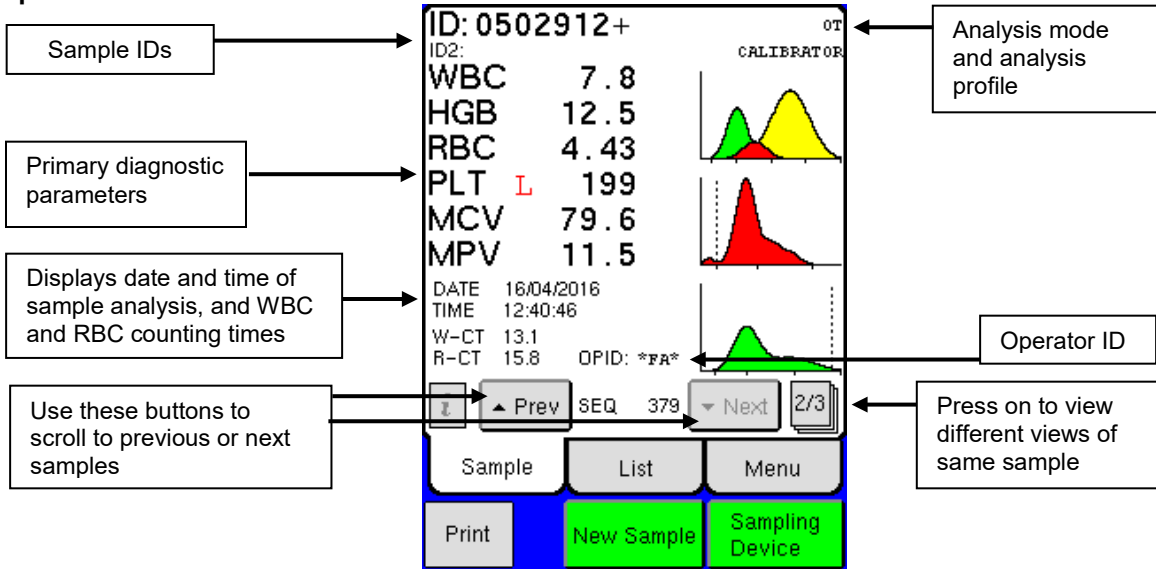 Sample IDs
ID: 0502912+
OT
ID2:
CALIBRATOR
Analysis mode
and analysis
profile
WBC 7.8
HGB 12.5
RBC 4.43
PLT L 199
MCV 79.6
MPV 11.5
Primary diagnostic
parameters
Displays date and time of
sample analysis, and WBC
and RBC counting times
DATE 16/04/2016
TIME 12:40:46
W-CT 13.1
R-CT 15.8 OPID: *FA*
Operator ID
Use these buttons to
scroll to previous or next
samples
i ▲ Prev SEQ 379 ▼ Next 2/3
Press on to view
different views of
same sample
Sample List Menu
Print New Sample Sampling
Device